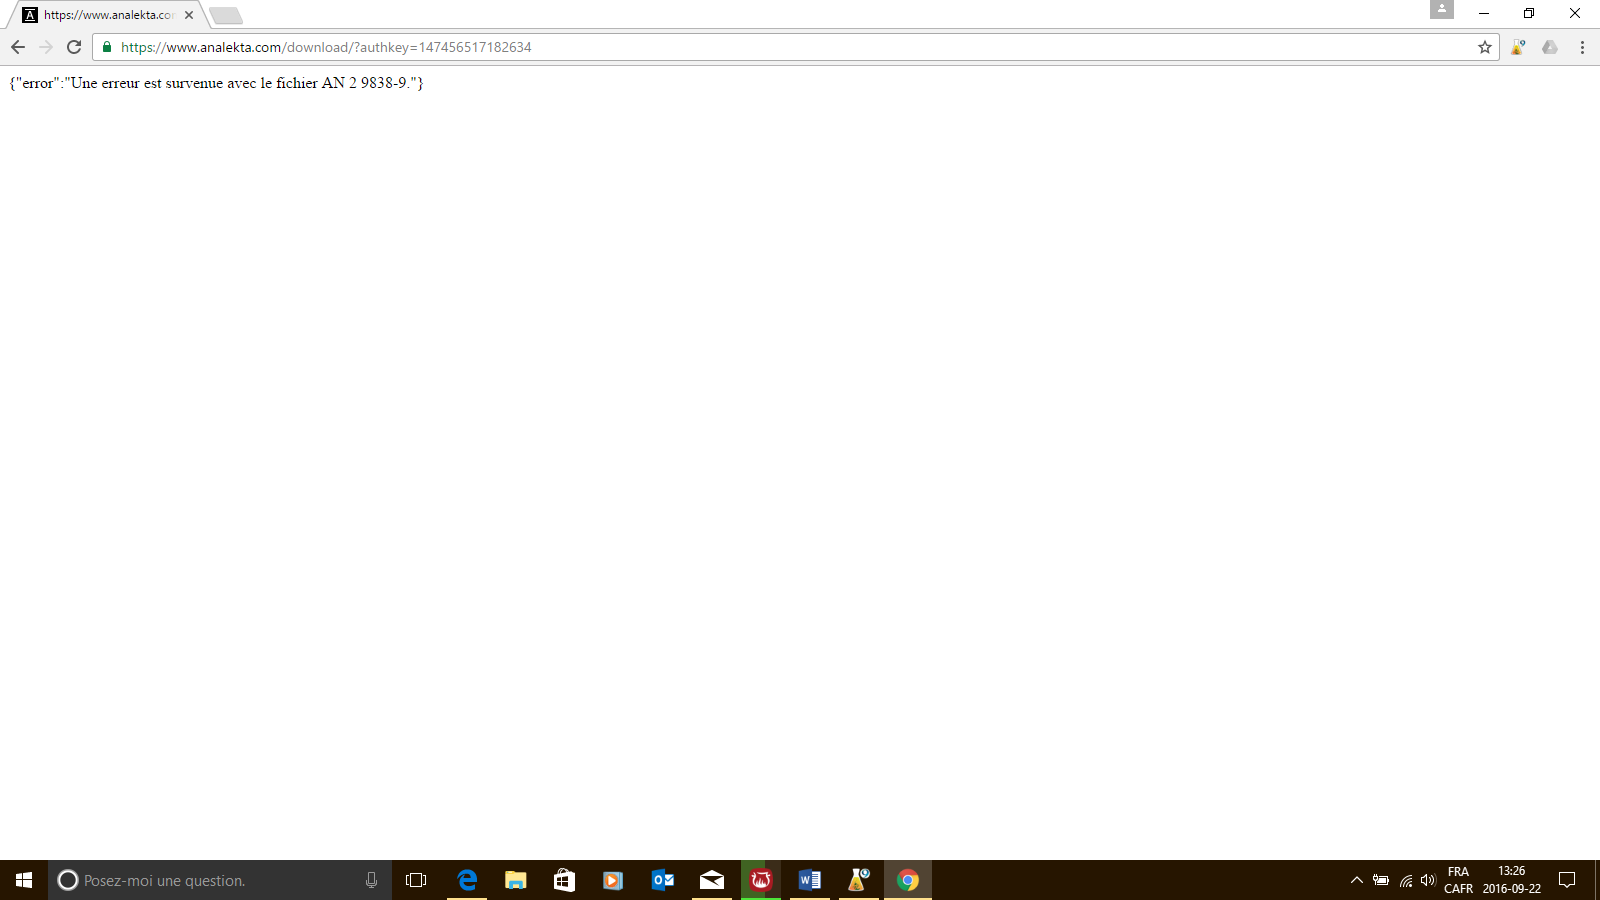 https://www.analekta.cor
https://www.analekta.com/download/?authkey=147456517182634
{"error":"Une erreur est survenue avec le fichier AN 2 9838-9."}
Posez-moi une question.
FRA
CAFR
13:26
2016-09-22